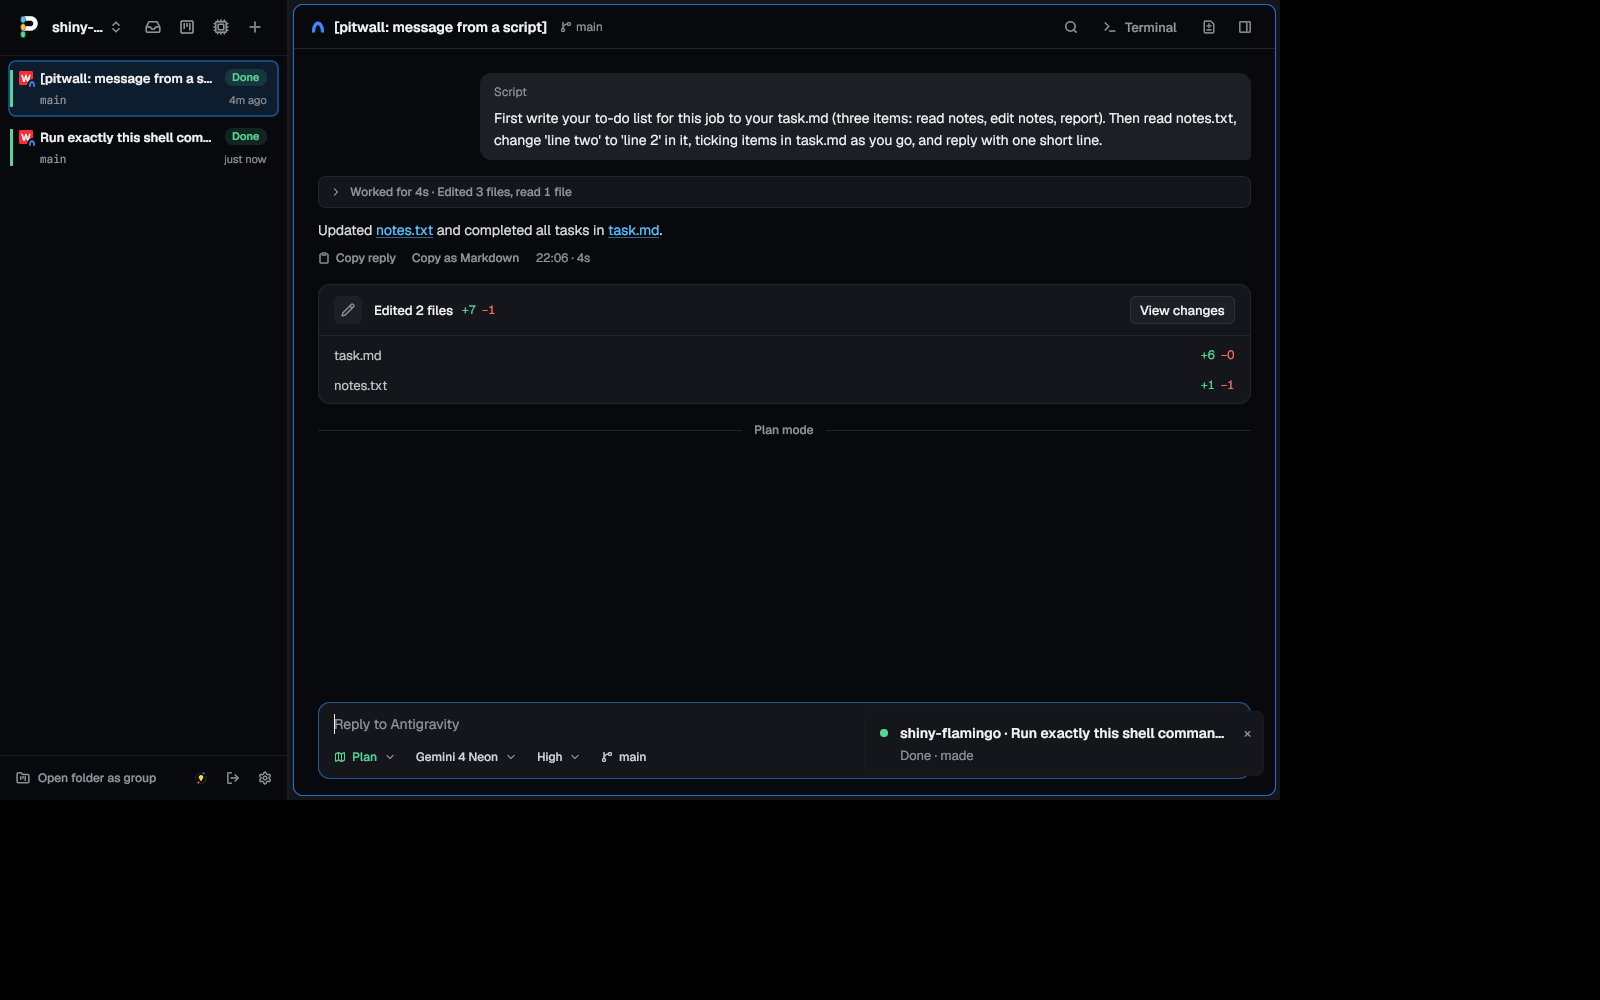 shiny-...
[pitwall: message from a s...
Done
main
4m ago
Run exactly this shell com...
Done
main
just now
Open folder as group
[pitwall: message from a script]
main
Terminal
Script
First write your to-do list for this job to your task.md (three items: read notes, edit notes, report). Then read notes.txt,
change 'line two' to 'line 2' in it, ticking items in task.md as you go, and reply with one short line.
Worked for 4s · Edited 3 files, read 1 file
Updated notes.txt and completed all tasks in task.md.
Copy reply
Copy as Markdown
22:06 · 4s
Edited 2 files +7 −1
View changes
task.md
+6 −0
notes.txt
+1 −1
Plan mode
Reply to Antigravity
Plan
Gemini 4 Neon
High
main
shiny-flamingo · Run exactly this shell comman...
×
Done · made